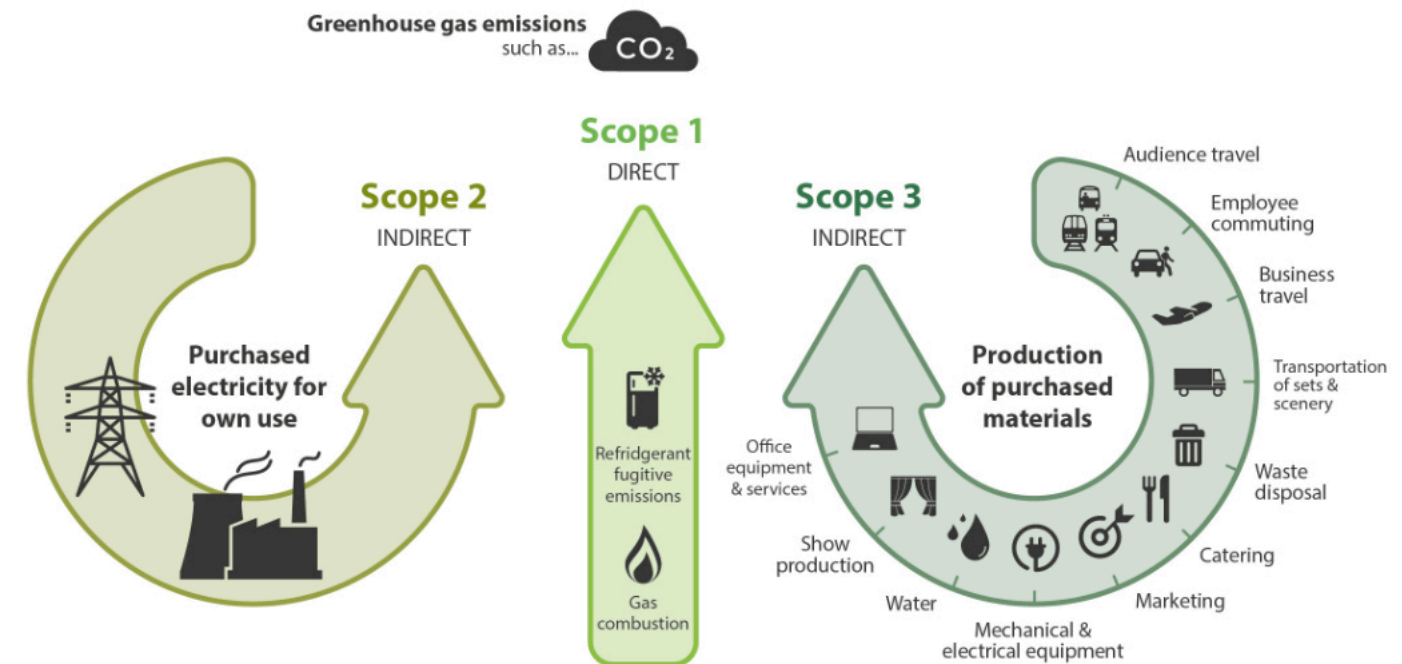 Greenhouse gas emissions
such as...
CO₂
Scope 1
DIRECT
Scope 2
INDIRECT
Scope 3
INDIRECT
Purchased
electricity for
own use
Refridgerant
fugitive
emissions
Gas
combustion
Production
of purchased
materials
Audience travel
Employee
commuting
Business
travel
Transportation
of sets &
scenery
Waste
disposal
Catering
Marketing
Mechanical &
electrical equipment
Water
Show
production
Office
equipment
& services